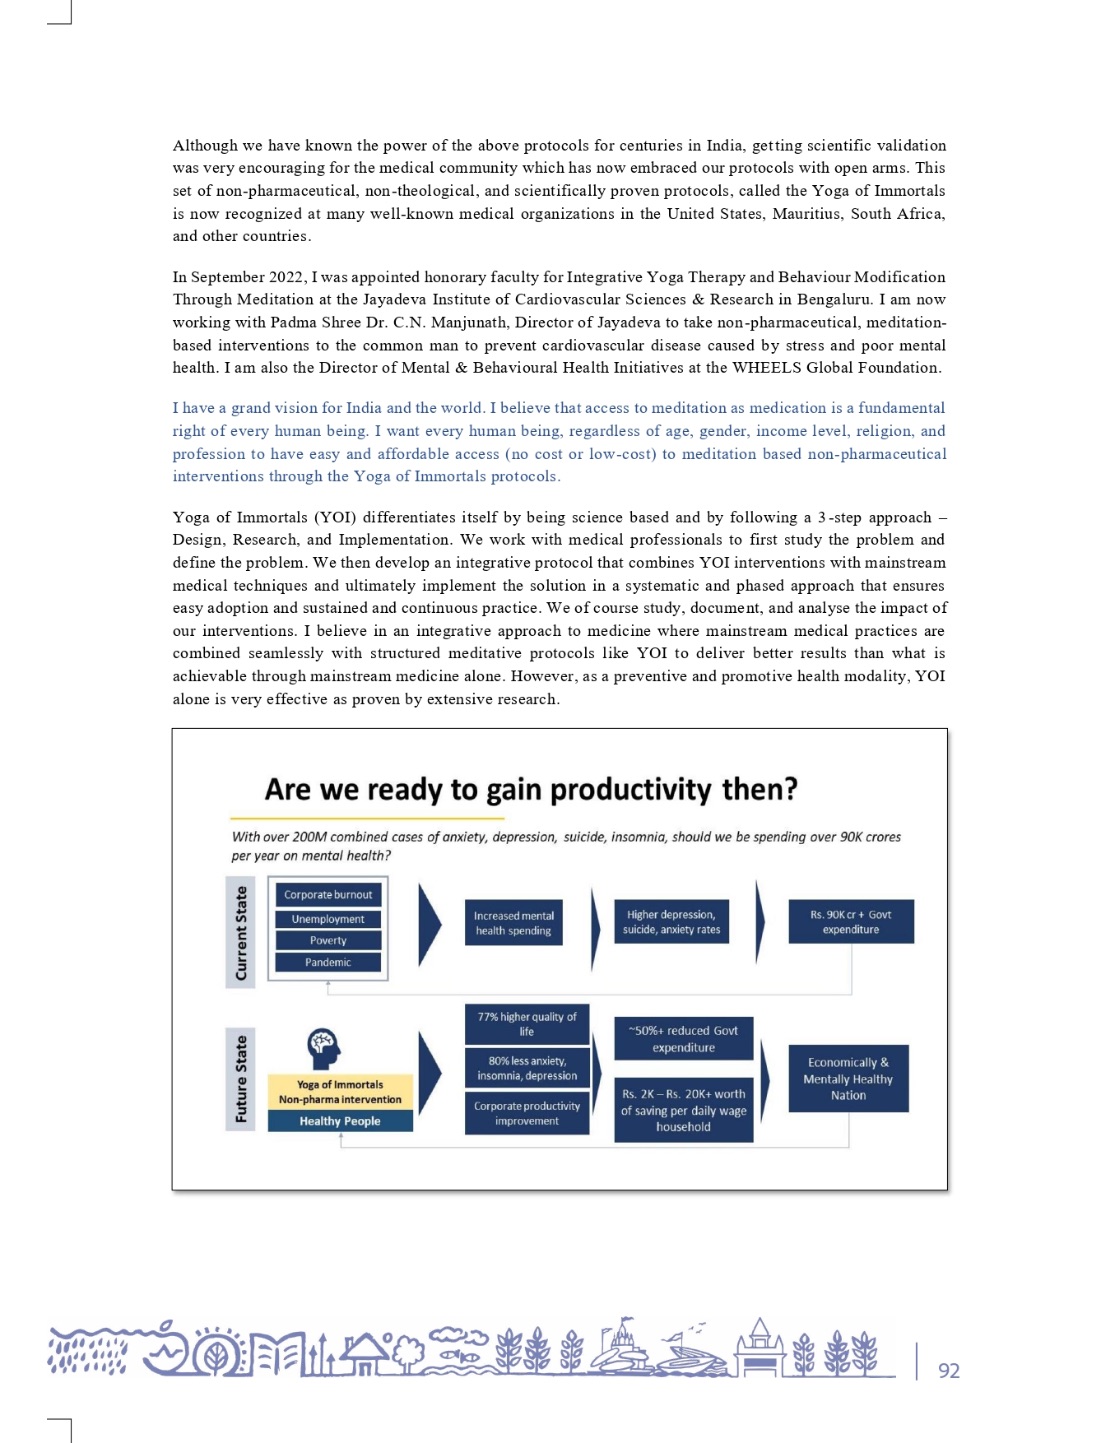 Although we have known the power of the above protocols for centuries in India, getting scientific validation
was very encouraging for the medical community which has now embraced our protocols with open arms. This
set of non-pharmaceutical, non-theological, and scientifically proven protocols, called the Yoga of Immortals
is now recognized at many well-known medical organizations in the United States, Mauritius, South Africa,
and other countries.
In September 2022, I was appointed honorary faculty for Integrative Yoga Therapy and Behaviour Modification
Through Meditation at the Jayadeva Institute of Cardiovascular Sciences & Research in Bengaluru. I am now
working with Padma Shree Dr. C.N. Manjunath, Director of Jayadeva to take non-pharmaceutical, meditation-
based interventions to the common man to prevent cardiovascular disease caused by stress and poor mental
health. I am also the Director of Mental & Behavioural Health Initiatives at the WHEELS Global Foundation.
I have a grand vision for India and the world. I believe that access to meditation as medication is a fundamental
right of every human being. I want every human being, regardless of age, gender, income level, religion, and
profession to have easy and affordable access (no cost or low-cost) to meditation based non-pharmaceutical
interventions through the Yoga of Immortals protocols.
Yoga of Immortals (YOI) differentiates itself by being science based and by following a 3-step approach –
Design, Research, and Implementation. We work with medical professionals to first study the problem and
define the problem. We then develop an integrative protocol that combines YOI interventions with mainstream
medical techniques and ultimately implement the solution in a systematic and phased approach that ensures
easy adoption and sustained and continuous practice. We of course study, document, and analyse the impact of
our interventions. I believe in an integrative approach to medicine where mainstream medical practices are
combined seamlessly with structured meditative protocols like YOI to deliver better results than what is
achievable through mainstream medicine alone. However, as a preventive and promotive health modality, YOI
alone is very effective as proven by extensive research.
Are we ready to gain productivity then?
With over 200M combined cases of anxiety, depression, suicide, insomnia, should we be spending over 90K crores
per year on mental health?
Current State
Corporate burnout
Unemployment
Poverty
Pandemic
Increased mental
health spending
Higher depression,
suicide, anxiety rates
Rs. 90K cr + Govt
expenditure
Future State
Yoga of Immortals
Non-pharma intervention
Healthy People
77% higher quality of
life
80% less anxiety,
insomnia, depression
Corporate productivity
improvement
~50%+ reduced Govt
expenditure
Rs. 2K – Rs. 20K+ worth
of saving per daily wage
household
Economically &
Mentally Healthy
Nation
92